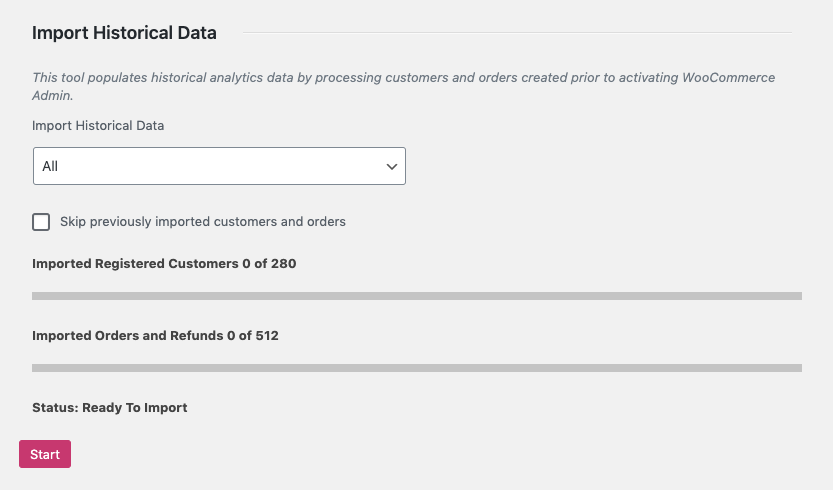 Import Historical Data
This tool populates historical analytics data by processing customers and orders created prior to activating WooCommerce
Admin.
Import Historical Data
All
Skip previously imported customers and orders
Imported Registered Customers 0 of 280
Imported Orders and Refunds 0 of 512
Status: Ready To Import
Start